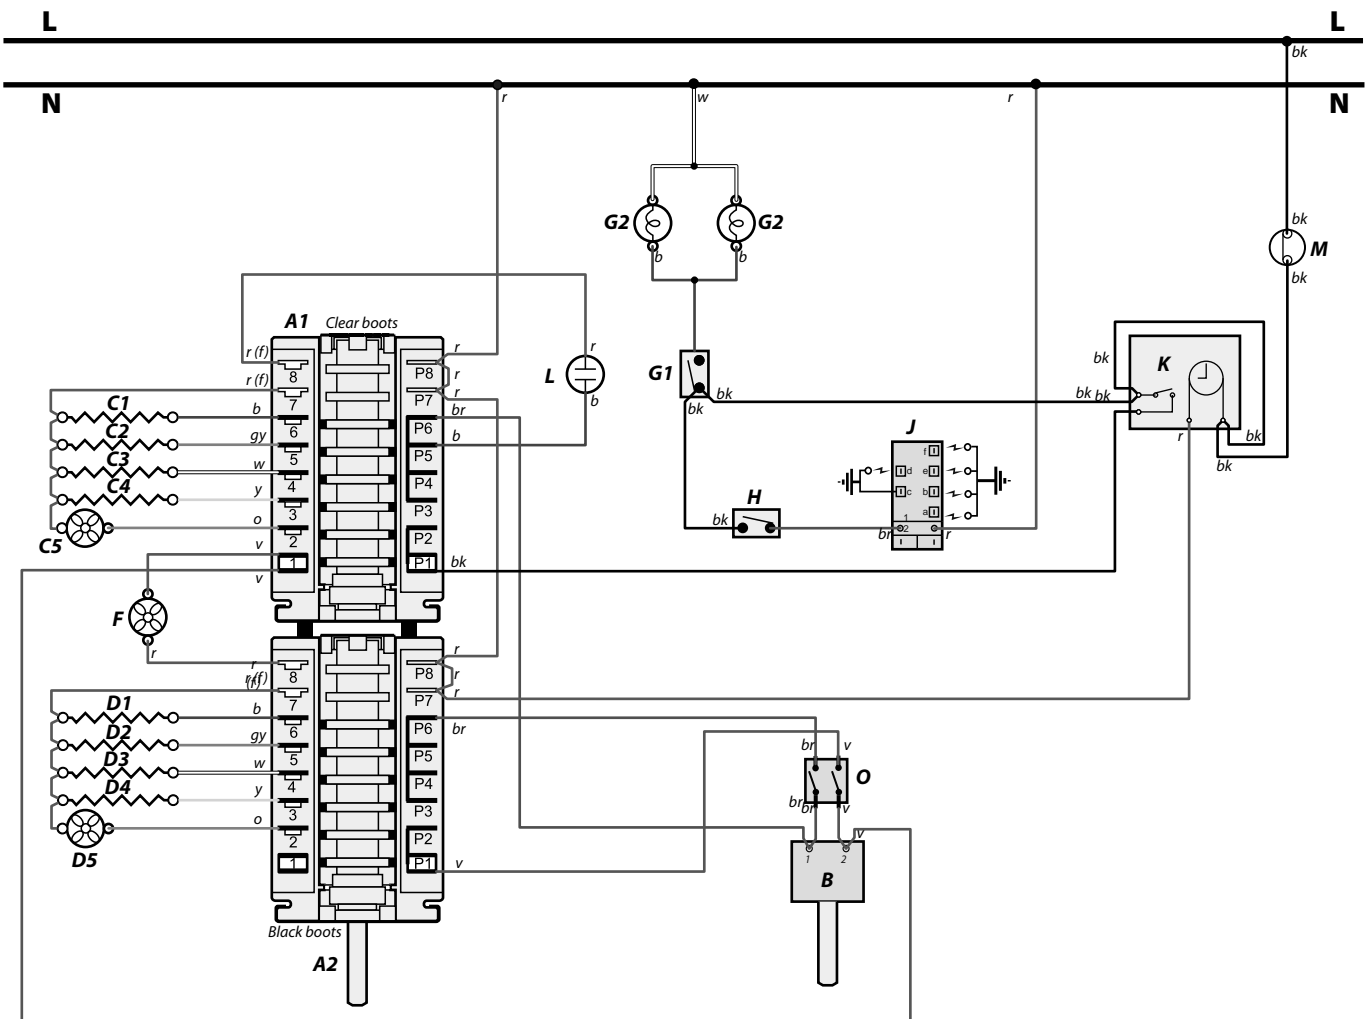 L L
bk
N r w r N
G2 G2
b b
bk
M
bk
A1 Clear boots
r (f) r
8 P8 r
r (f) r
7 P7
L r
b
G1
bk
bk
bk bk
bk
K
r bk
bk
C1 b 6 br P6
C2 gy 5 b P5
C3 w 4 P4
C4 y 3 P3
C5 o 2 P2
v 1 P1 bk
v
J
f
d e
c b
a
1
2
br r
H
bk
F
r
r r
8 P8 r
r (f) r
7 P7
D1 b 6 P6 br
D2 gy 5 P5
D3 w 4 P4
D4 y 3 P3
D5 o 2 P2
1 P1 v
br v
O
br br v
v
1 2
B
Black boots
A2